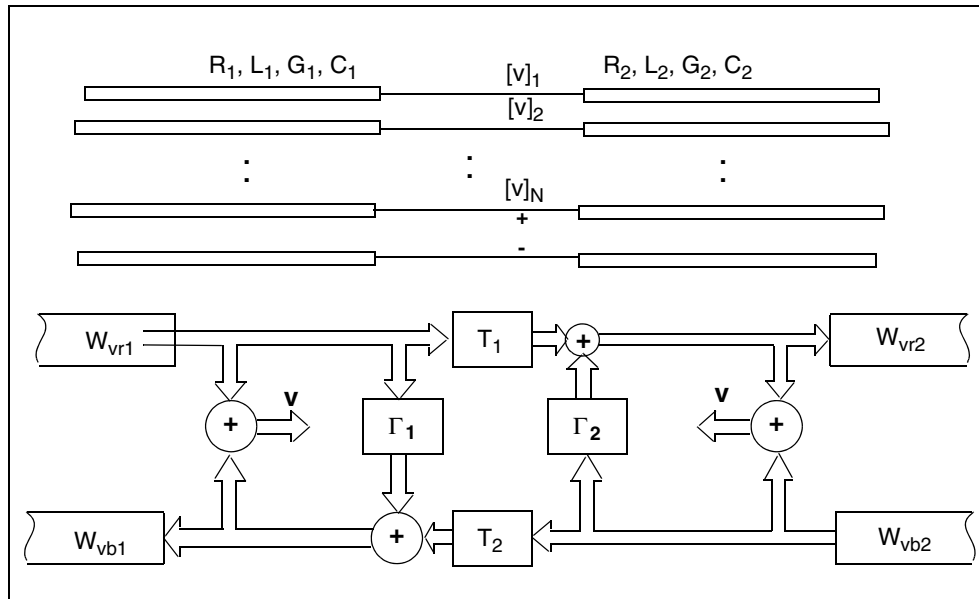 R₁, L₁, G₁, C₁ [v]₁ R₂, L₂, G₂, C₂
[v]₂
[v]N
+
-
Wvr1 T₁ + Wvr2
v v
+ Γ₁ Γ₂ +
Wvb1 + T₂ Wvb2